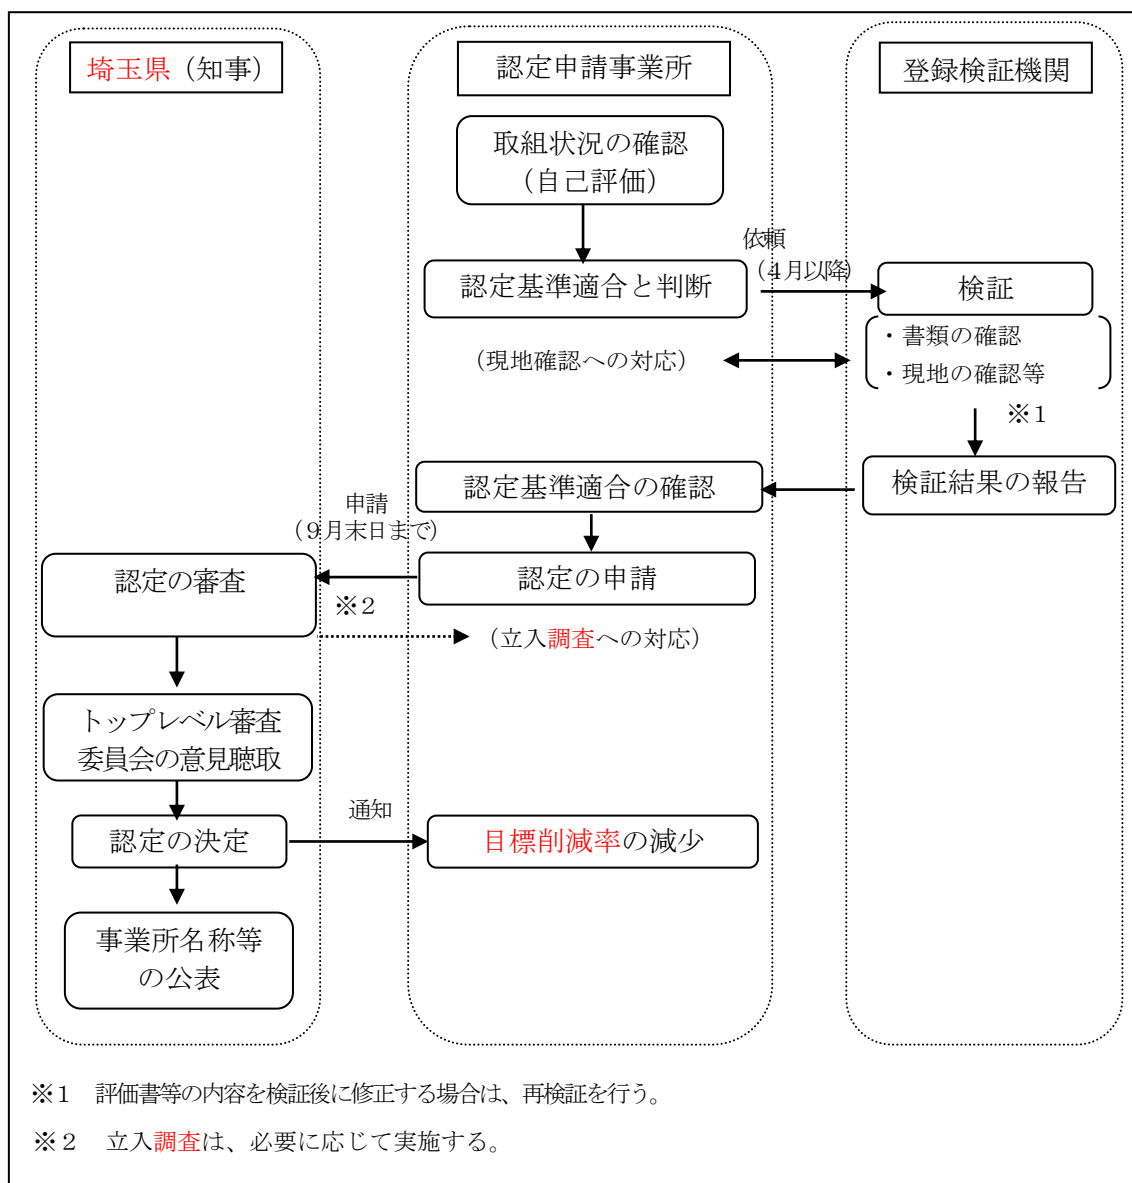 埼玉県（知事）
認定申請事業所
登録検証機関
取組状況の確認
（自己評価）
依頼
（4月以降）
認定基準適合と判断
検証
・書類の確認
・現地の確認等
（現地確認への対応）
※１
認定基準適合の確認
検証結果の報告
申請
（9月末日まで）
認定の審査
認定の申請
※２
（立入調査への対応）
トップレベル審査
委員会の意見聴取
通知
認定の決定
目標削減率の減少
事業所名称等
の公表
※１　評価書等の内容を検証後に修正する場合は、再検証を行う。
※２　立入調査は、必要に応じて実施する。